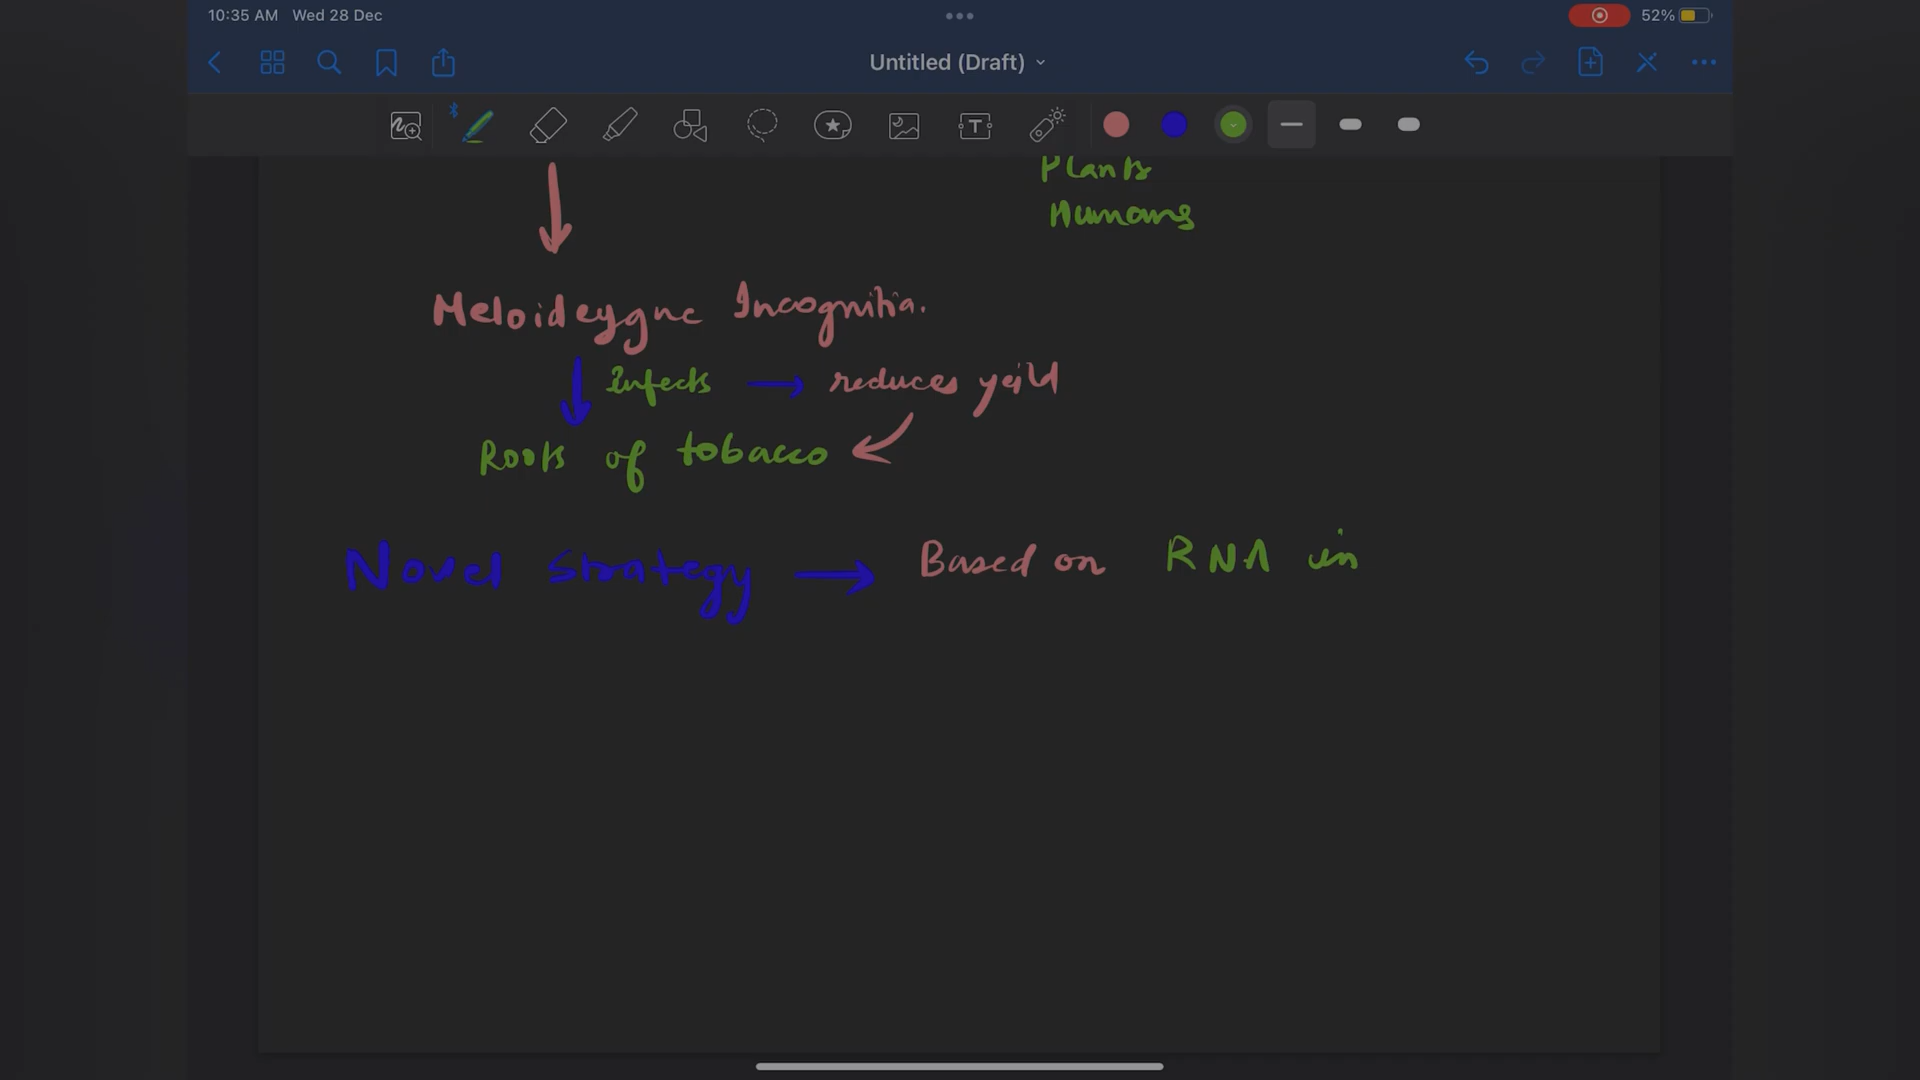 10:35 AM Wed 28 Dec
52%
Untitled (Draft)
Plants
Humans
Meloideygne Incognitia.
Infects → reduces yeild
Roots of tobacco
Novel Strategy → Based on RNA in